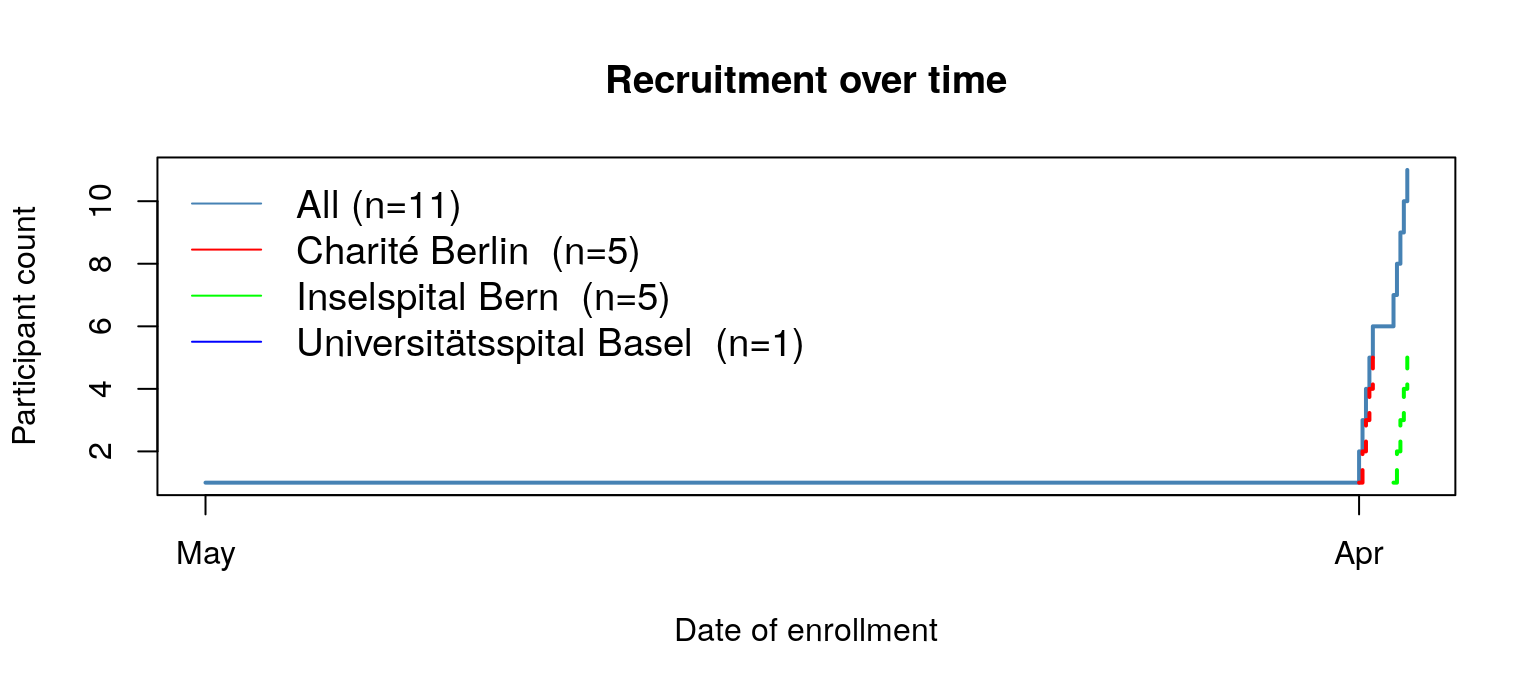 Recruitment over time
Participant count
10
8
6
4
2
All (n=11)
Charité Berlin  (n=5)
Inselspital Bern  (n=5)
Universitätsspital Basel  (n=1)
May
Apr
Date of enrollment